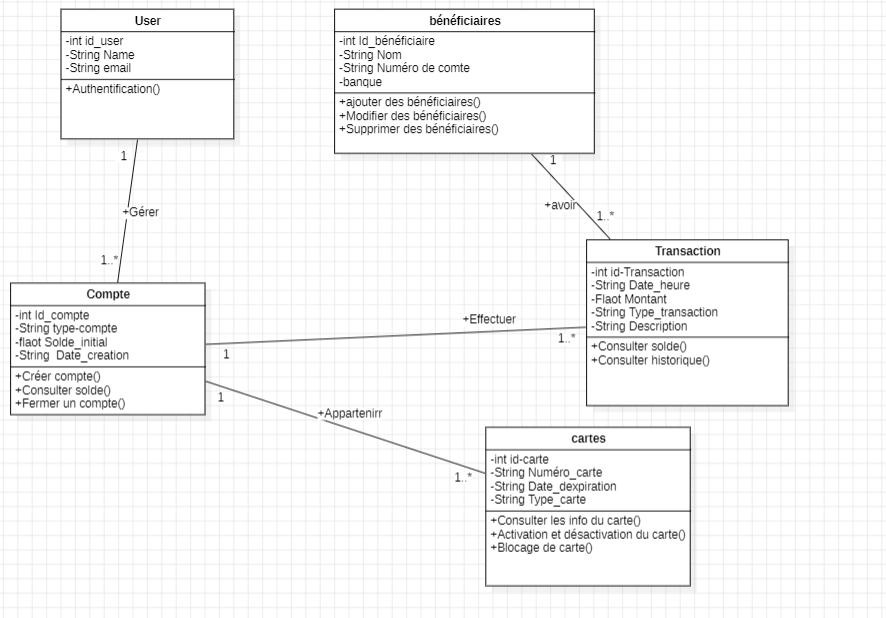 User
-int id_user
-String Name
-String email
+Authentification()
bénéficiaires
-int Id_bénéficiaire
-String Nom
-String Numéro de comte
-banque
+ajouter des bénéficiaires()
+Modifier des bénéficiaires()
+Supprimer des bénéficiaires()
1
+Gérer
1..*
1
+avoir
1..*
Compte
-int Id_compte
-String type-compte
-flaot Solde_initial
-String Date_creation
+Créer compte()
+Consulter solde()
+Fermer un compte()
Transaction
-int id-Transaction
-String Date_heure
-Flaot Montant
-String Type_transaction
-String Description
+Consulter solde()
+Consulter historique()
1
+Effectuer
1..*
1
+Appartenirr
1..*
cartes
-int id-carte
-String Numéro_carte
-String Date_dexpiration
-String Type_carte
+Consulter les info du carte()
+Activation et désactivation du carte()
+Blocage de carte()